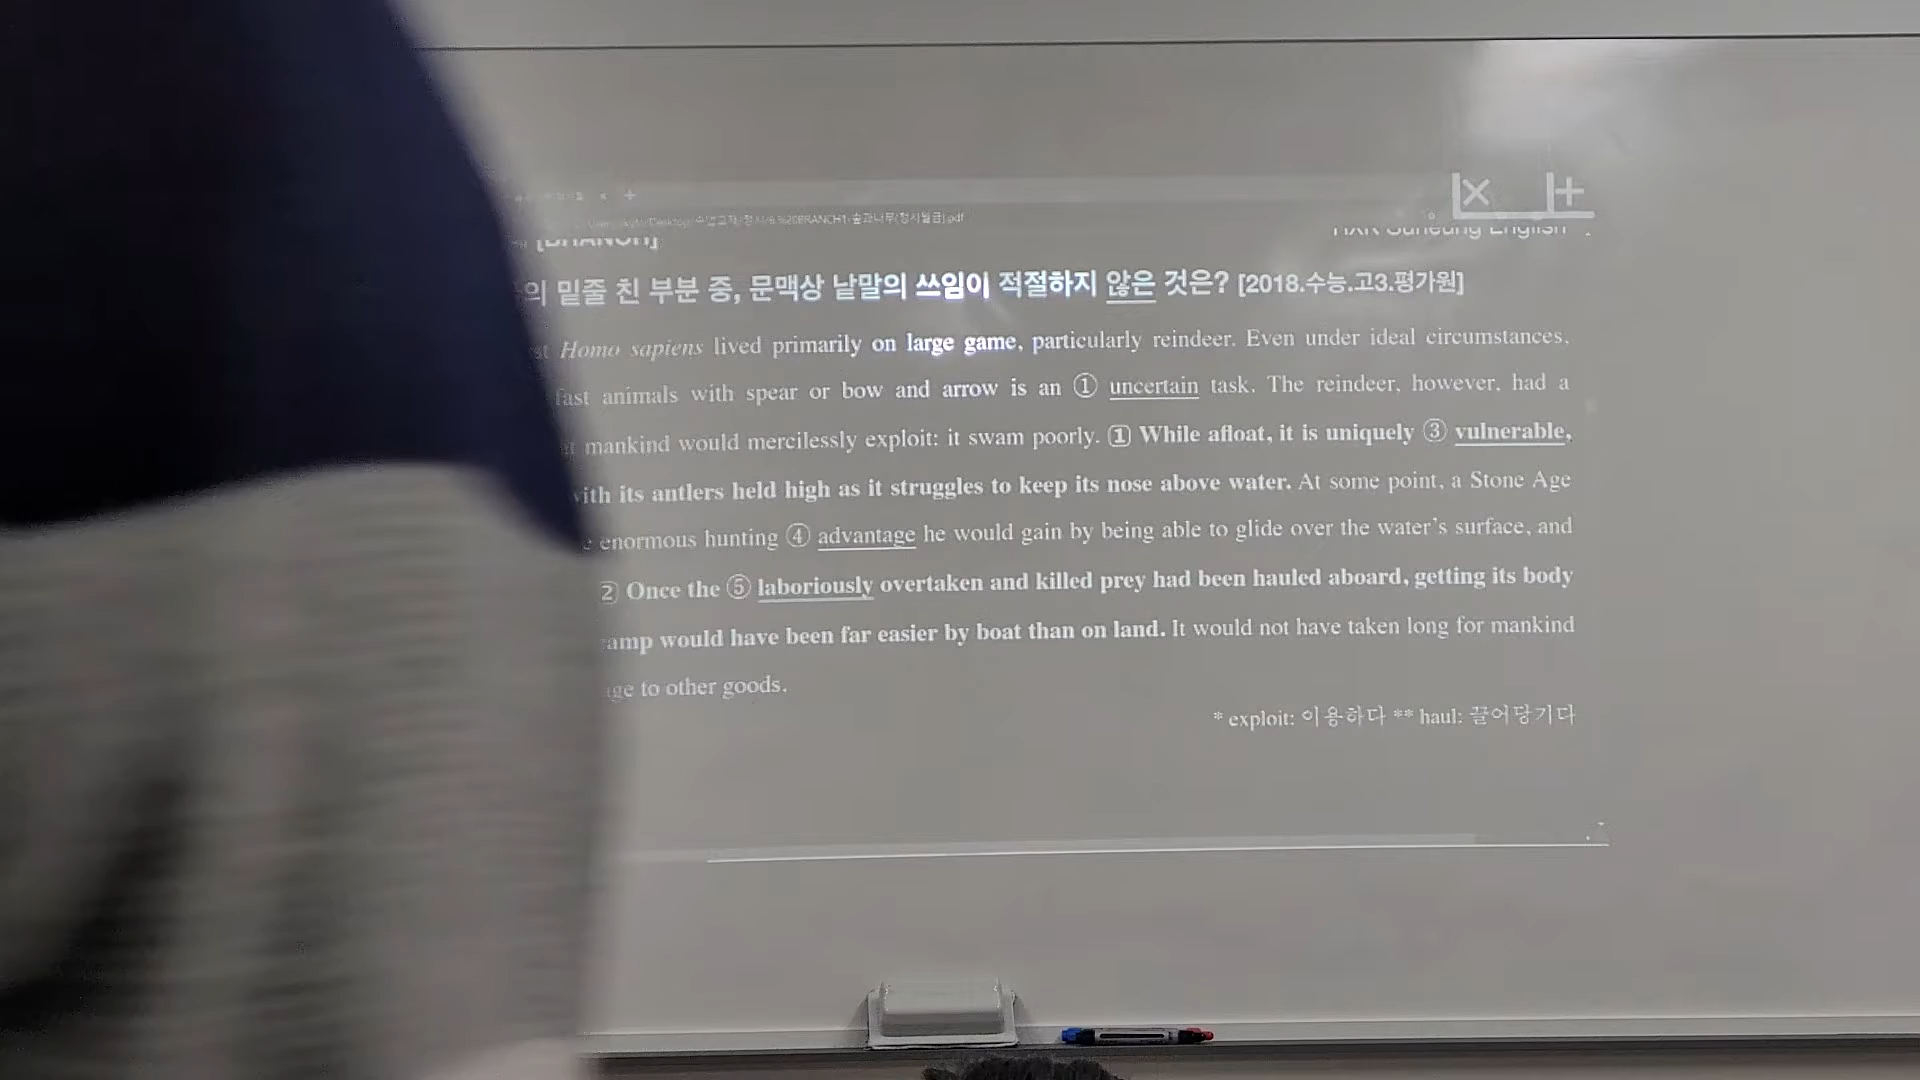 [BRANCH]
의 밑줄 친 부분 중, 문맥상 낱말의 쓰임이 적절하지 않은 것은? [2018.수능.고3.평가원]
Homo sapiens lived primarily on large game, particularly reindeer. Even under ideal circumstances,
fast animals with spear or bow and arrow is an ① uncertain task. The reindeer, however, had a
mankind would mercilessly exploit: it swam poorly. 1 While afloat, it is uniquely ③ vulnerable,
with its antlers held high as it struggles to keep its nose above water. At some point, a Stone Age
enormous hunting ④ advantage he would gain by being able to glide over the water's surface, and
2 Once the ⑤ laboriously overtaken and killed prey had been hauled aboard, getting its body
amp would have been far easier by boat than on land. It would not have taken long for mankind
ge to other goods.
* exploit: 이용하다 ** haul: 끌어당기다